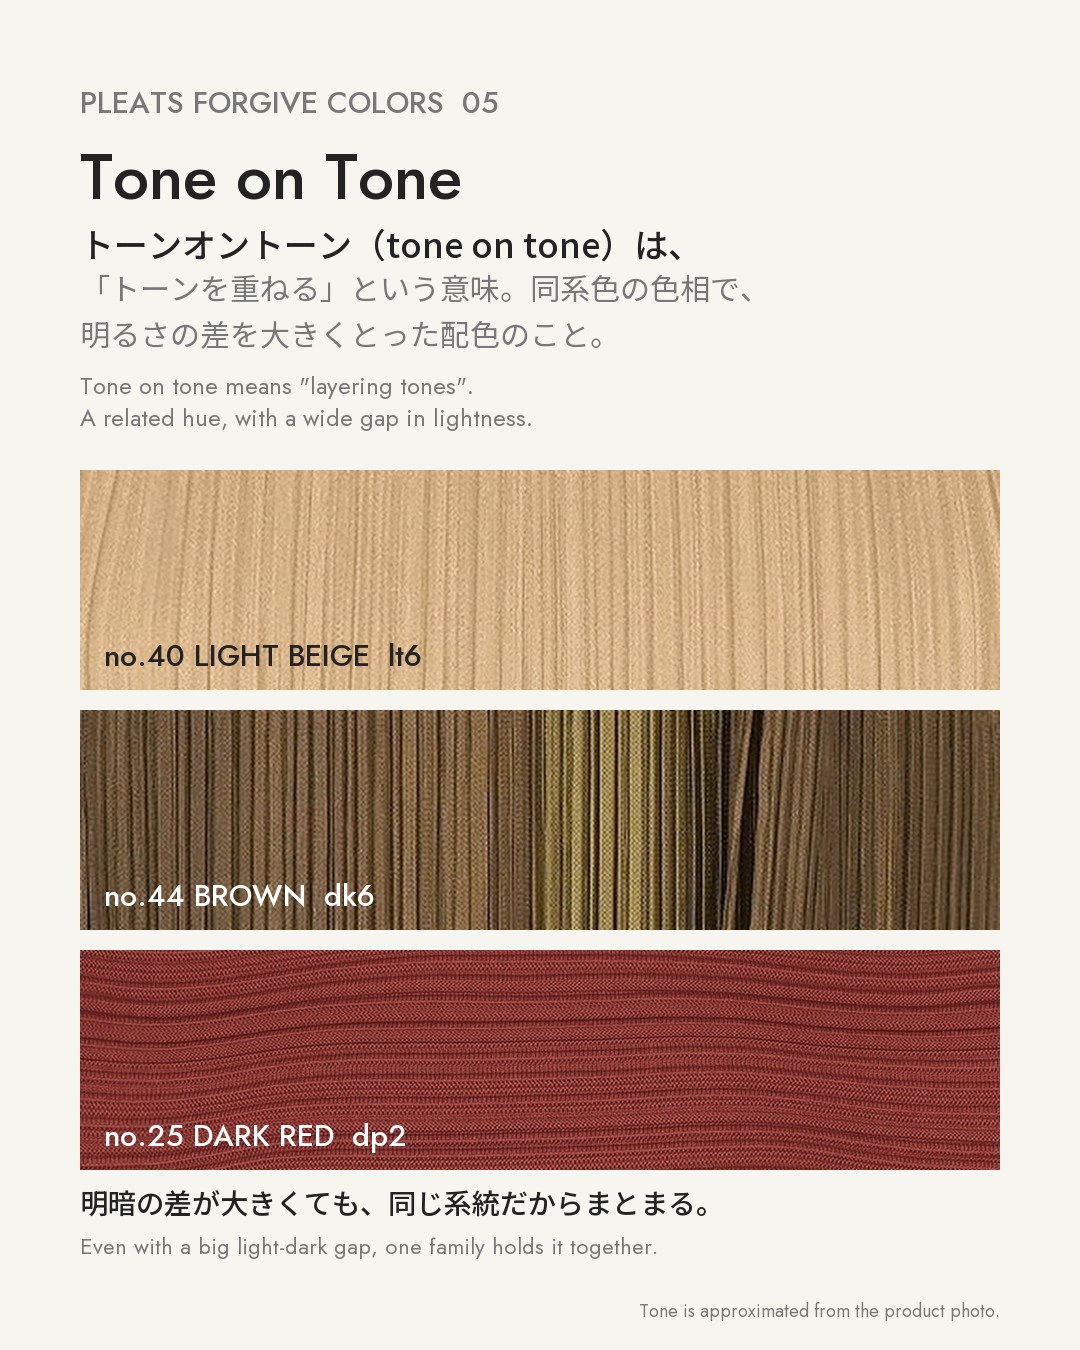 PLEATS FORGIVE COLORS 05
Tone on Tone
トーンオントーン（tone on tone）は、
「トーンを重ねる」という意味。同系色の色相で、
明るさの差を大きくとった配色のこと。
Tone on tone means "layering tones".
A related hue, with a wide gap in lightness.
no.40 LIGHT BEIGE lt6
no.44 BROWN dk6
no.25 DARK RED dp2
明暗の差が大きくても、同じ系統だからまとまる。
Even with a big light-dark gap, one family holds it together.
Tone is approximated from the product photo.